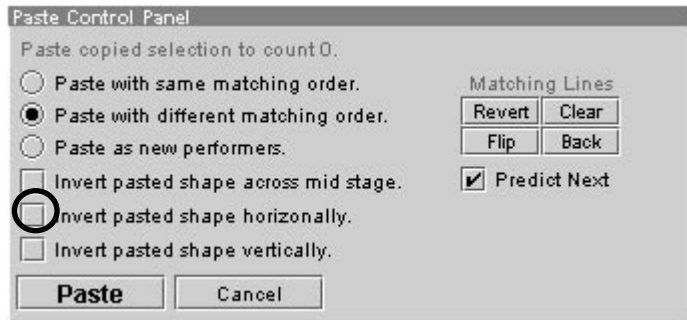 Paste Control Panel
Paste copied selection to count 0.
Paste with same matching order.
Paste with different matching order.
Paste as new performers.
Invert pasted shape across mid stage.
Invert pasted shape horizonally.
Invert pasted shape vertically.
Paste Cancel
Matching Lines
Revert Clear
Flip Back
Predict Next